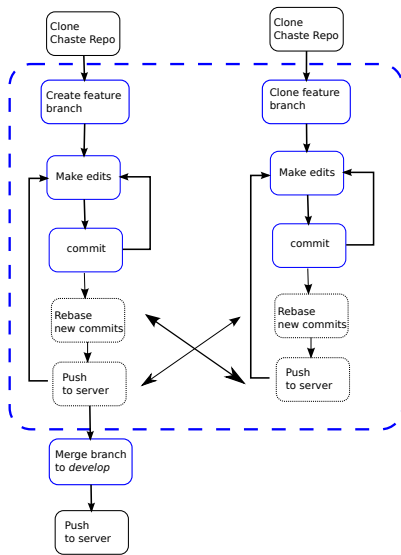 Clone
Chaste Repo
Create feature
branch
Make edits
commit
Rebase
new commits
Push
to server
Merge branch
to develop
Push
to server
Clone
Chaste Repo
Clone feature
branch
Make edits
commit
Rebase
new commits
Push
to server